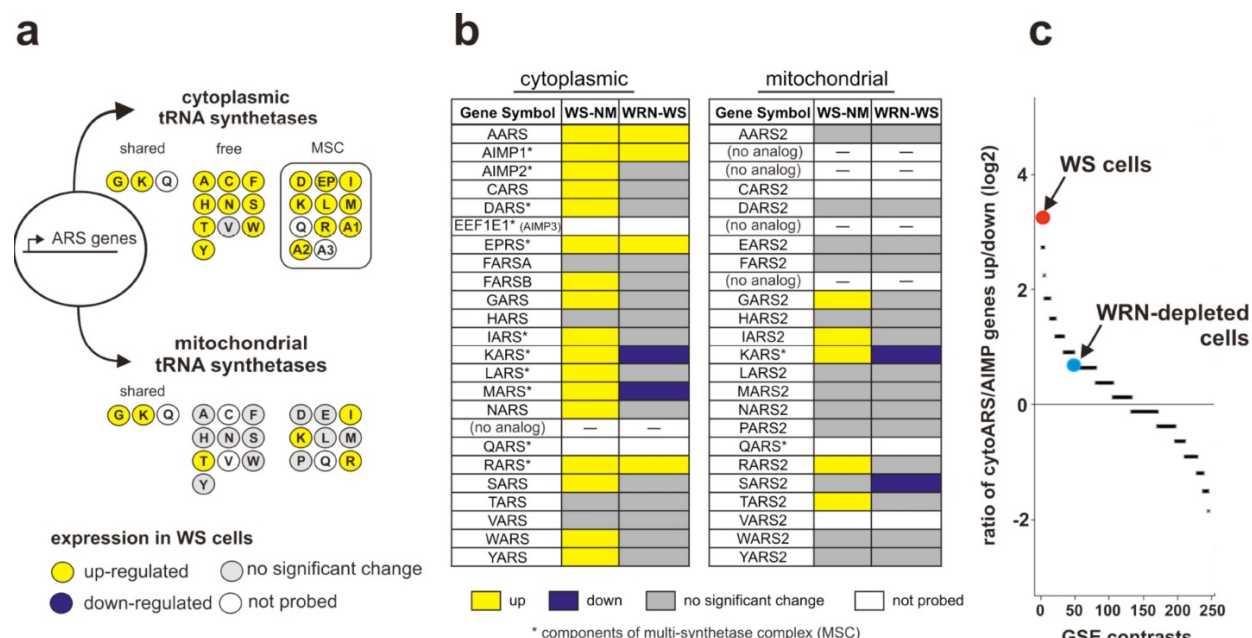 a
cytoplasmic
tRNA synthetases
shared free MSC
G K Q A C F D EP I
H N S K L M
T V W Q R A1
Y A2 A3
ARS genes
mitochondrial
tRNA synthetases
shared
G K Q A C F D E I
H N S K L M
T V W P Q R
Y
expression in WS cells
up-regulated no significant change
down-regulated not probed
b
cytoplasmic mitochondrial
Gene Symbol WS-NM WRN-WS Gene Symbol WS-NM WRN-WS
AARS AARS2
AIMP1* (no analog) — —
AIMP2* (no analog) — —
CARS CARS2
DARS* DARS2
EEF1E1* (AIMP3) (no analog) — —
EPRS* EARS2
FARSA FARS2
FARSB (no analog) — —
GARS GARS2
HARS HARS2
IARS* IARS2
KARS* KARS*
LARS* LARS2
MARS* MARS2
NARS NARS2
(no analog) — — PARS2
QARS* QARS*
RARS* RARS2
SARS SARS2
TARS TARS2
VARS VARS2
WARS WARS2
YARS YARS2
up down no significant change not probed
* components of multi-synthetase complex (MSC)
c
ratio of cytoARS/AIMP genes up/down (log2)
4
2
0
-2
WS cells
WRN-depleted
cells
0 50 100 150 200 250
GSE contrasts